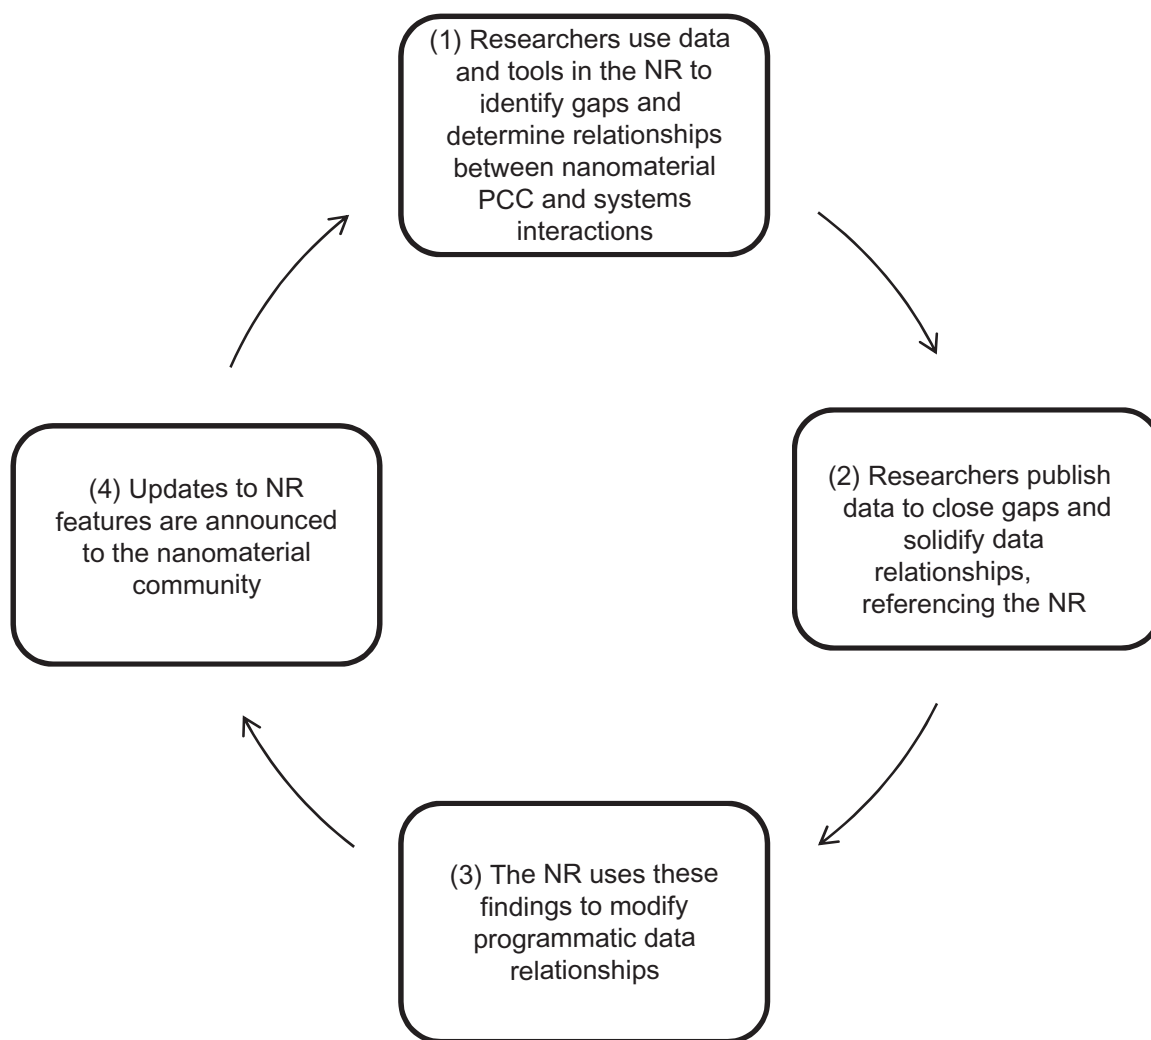 (1) Researchers use data
and tools in the NR to
identify gaps and
determine relationships
between nanomaterial
PCC and systems
interactions
(2) Researchers publish
data to close gaps and
solidify data
relationships,
referencing the NR
(3) The NR uses these
findings to modify
programmatic data
relationships
(4) Updates to NR
features are announced
to the nanomaterial
community